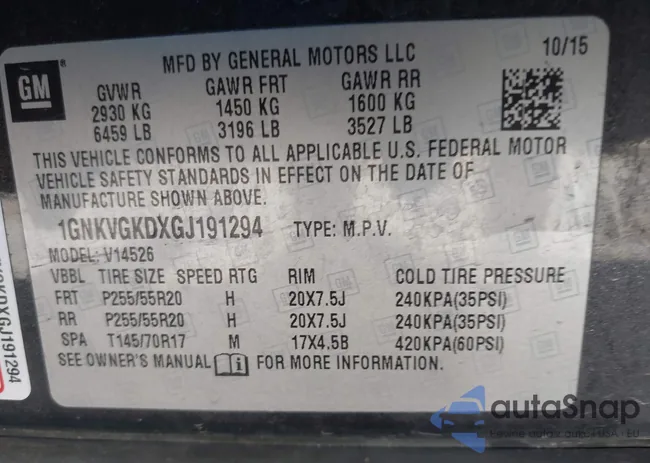 GM ®
MFD BY GENERAL MOTORS LLC 10/15
GVWR GAWR FRT GAWR RR
2930 KG 1450 KG 1600 KG
6459 LB 3196 LB 3527 LB
THIS VEHICLE CONFORMS TO ALL APPLICABLE U.S. FEDERAL MOTOR
VEHICLE SAFETY STANDARDS IN EFFECT ON THE DATE OF
MANUFACTURE SHOWN ABOVE.
1GNKVGKDXGJ191294 TYPE: M.P.V.
MODEL: V14526
VBBL TIRE SIZE SPEED RTG RIM COLD TIRE PRESSURE
FRT P255/55R20 H 20X7.5J 240KPA(35PSI)
RR P255/55R20 H 20X7.5J 240KPA(35PSI)
SPA T145/70R17 M 17X4.5B 420KPA(60PSI)
SEE OWNER'S MANUAL i FOR MORE INFORMATION.
autoSnap